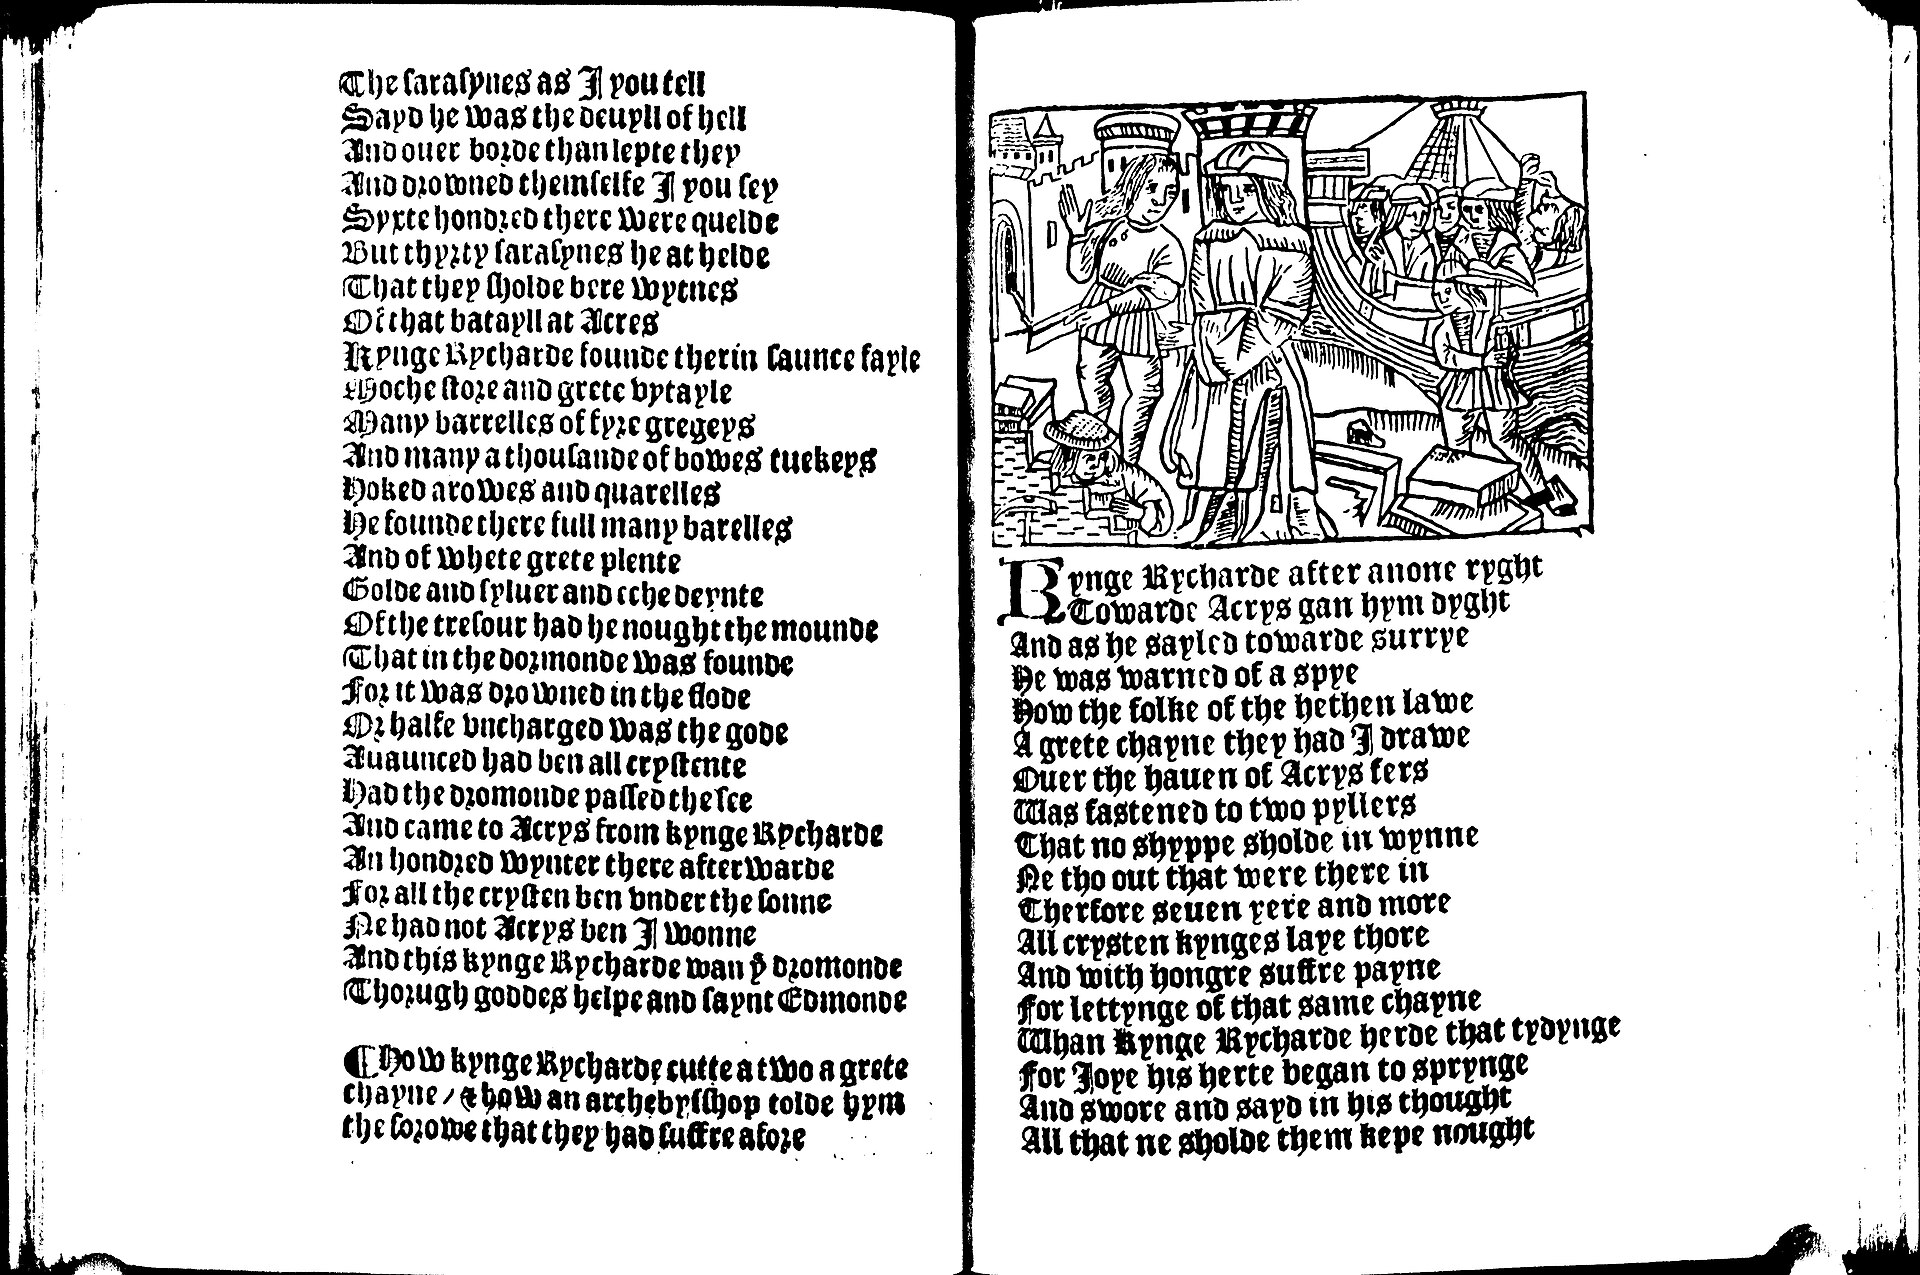 The ſaraſynes as I you tell
Sayd he was the deuyll of hell
And ouer borde than lepte they
And drowned themſelfe I you ſey
Syxte hondred there were quelde
But thyrty ſaraſynes he at helde
That they ſholde bere wytnes
Of that batayll at Acres
Kynge Rycharde founde therin ſaunce fayle
Moche ſtore and grete vytayle
Many barrelles of fyre gregeys
And many a thouſande of bowes tuekeys
Hoked arowes and quarelles
He founde there full many barelles
And of whete grete plente
Golde and ſyluer and eche deynte
Of the treſour had he nought the mounde
That in the dormonde was founde
For it was drowned in the flode
Or halfe vncharged was the gode
Auaunced had ben all cryſtente
Had the dromonde paſſed the ſee
And came to Acrys from kynge Rycharde
An hondred wynter there afterwarde
For all the cryſten ben vnder the ſonne
Ne had not Acrys ben I wonne
And this kynge Rycharde wan yͤ dromonde
Thorugh goddes helpe and ſaynt Edmonde
¶ How kynge Rycharde cutte a two a grete
chayne / & how an archebyſſhop tolde hym
the ſorowe that they had ſuffre afore
Kynge Rycharde after anone ryght
Towarde Acrys gan hym dyght
And as he sayled towarde surrye
He was warned of a spye
How the folke of the hethen lawe
A grete chayne they had I drawe
Ouer the hauen of Acrys fers
Was fastened to two pyllers
That no shyppe sholde in wynne
Ne tho out that were there in
Therfore seuen yere and more
All crysten kynges laye thore
And with hongre suffre payne
For lettynge of that same chayne
Whan kynge Rycharde herde that tydynge
For Joye his herte began to sprynge
And swore and sayd in his thought
All that ne sholde them kepe nought